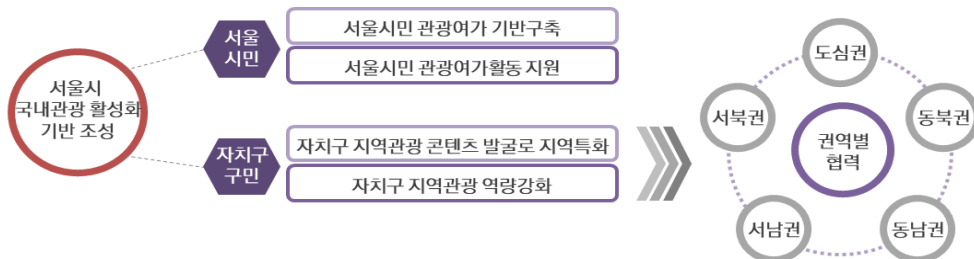 서울시
국내관광 활성화
기반 조성
서울
시민
서울시민 관광여가 기반구축
서울시민 관광여가활동 지원
자치구
구민
자치구 지역관광 콘텐츠 발굴로 지역특화
자치구 지역관광 역량강화
도심권
서북권
동북권
권역별
협력
서남권
동남권